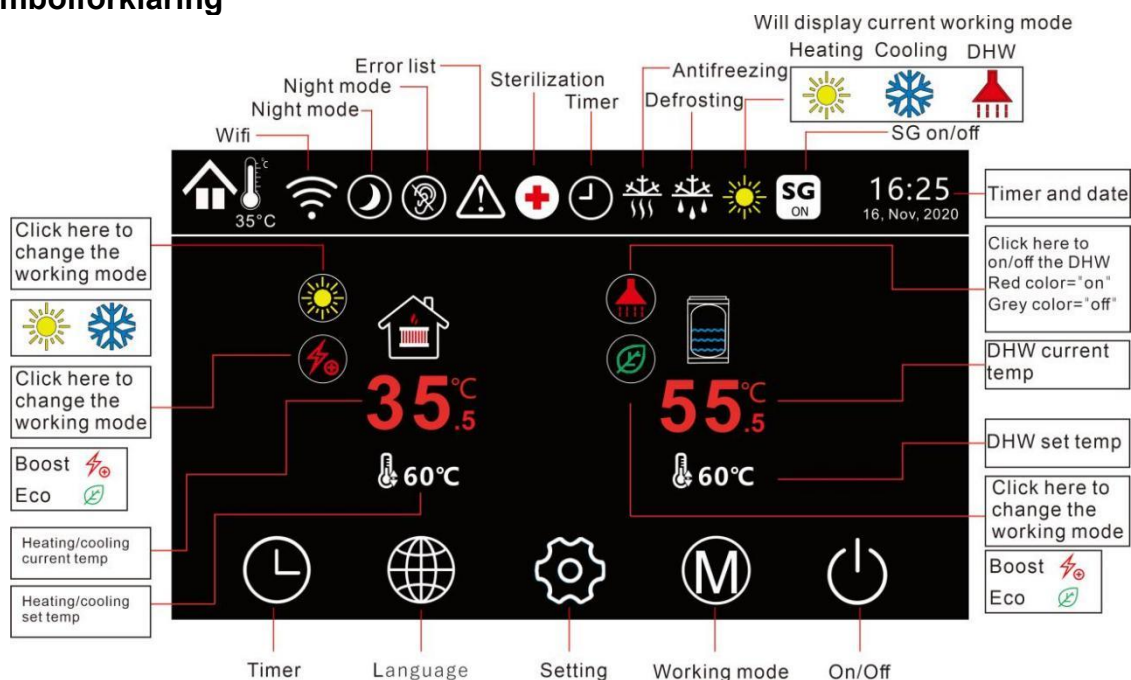 mbolförklaring
Will display current working mode
Heating Cooling DHW
Error list
Night mode
Night mode
Wifi
Sterilization
Timer
Antifreezing
Defrosting
SG on/off
°C
35°C
SG
ON
16:25
16, Nov, 2020
Timer and date
Click here to
change the
working mode
Click here to
on/off the DHW
Red color="on"
Grey color="off"
Click here to
change the
working mode
Boost
Eco
35.5°C
55.5°C
DHW current
temp
60°C
60°C
DHW set temp
Click here to
change the
working mode
Boost
Eco
Heating/cooling
current temp
Heating/cooling
set temp
M
Timer
Language
Setting
Working mode
On/Off